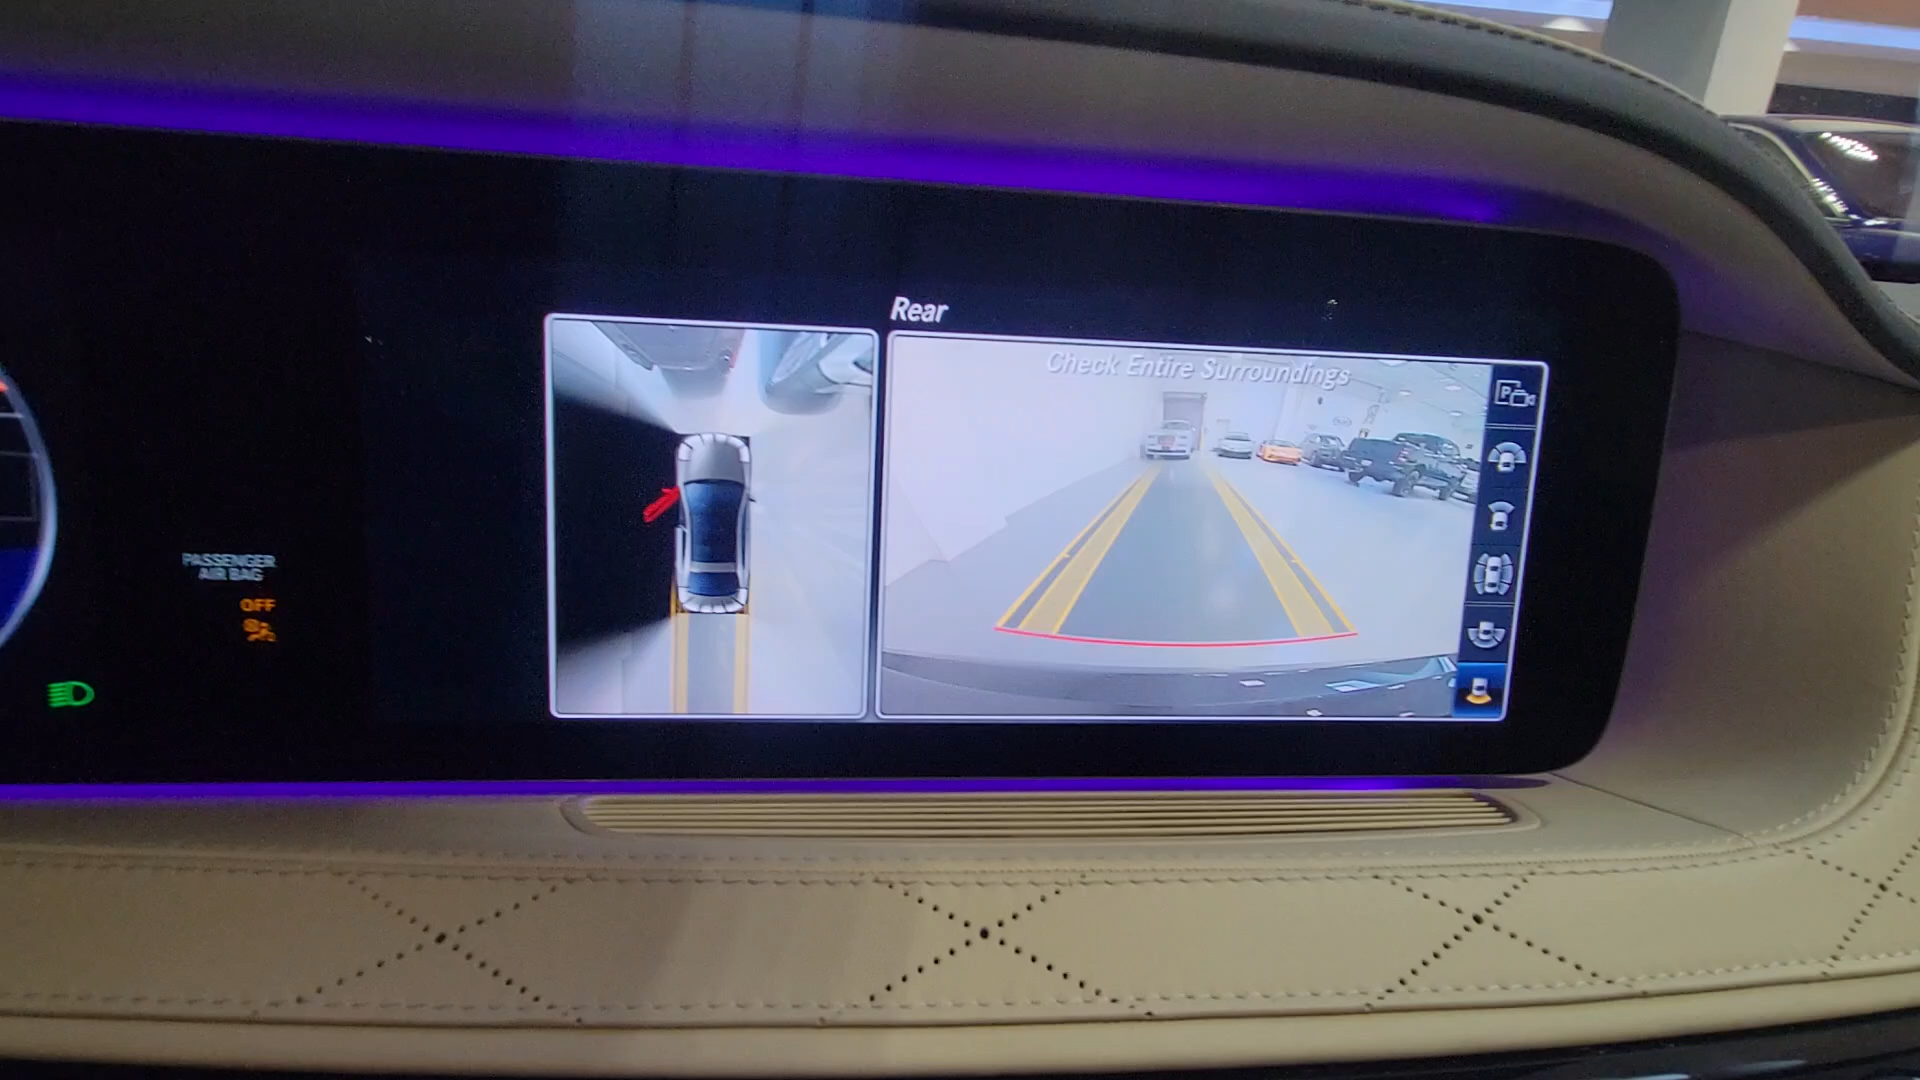 Rear
Check Entire Surroundings
P
PASSENGER
AIR BAG
OFF